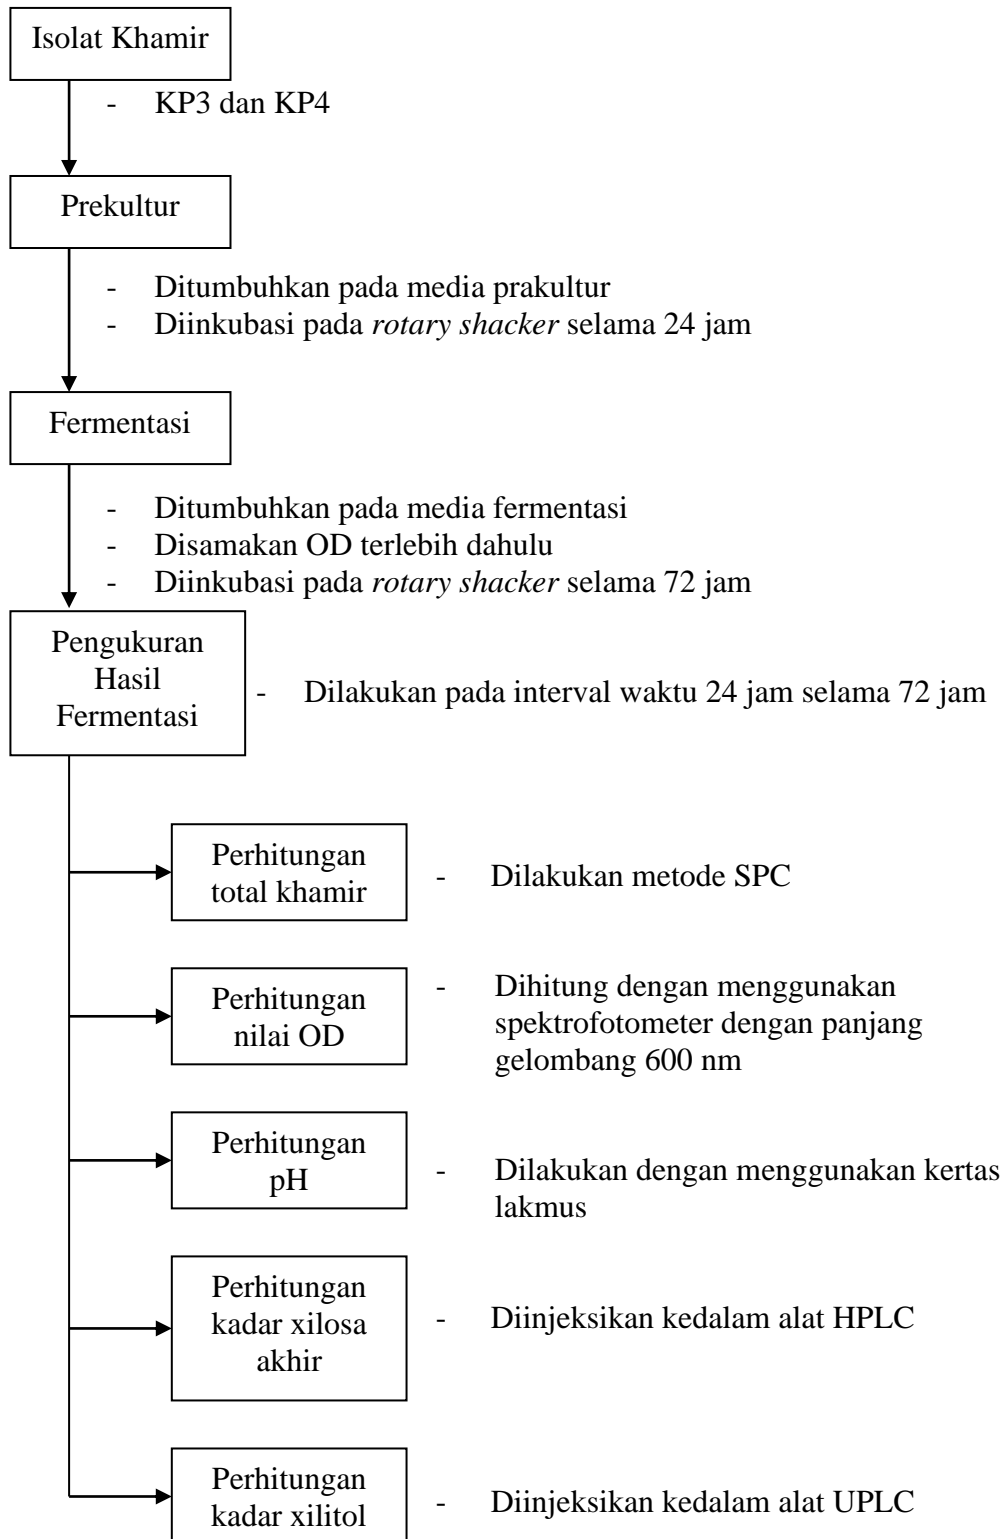 Isolat Khamir
- KP3 dan KP4
Prekultur
- Ditumbuhkan pada media prakultur
- Diinkubasi pada rotary shacker selama 24 jam
Fermentasi
- Ditumbuhkan pada media fermentasi
- Disamakan OD terlebih dahulu
- Diinkubasi pada rotary shacker selama 72 jam
Pengukuran
Hasil
Fermentasi
- Dilakukan pada interval waktu 24 jam selama 72 jam
Perhitungan
total khamir
- Dilakukan metode SPC
Perhitungan
nilai OD
- Dihitung dengan menggunakan
spektrofotometer dengan panjang
gelombang 600 nm
Perhitungan
pH
- Dilakukan dengan menggunakan kertas
lakmus
Perhitungan
kadar xilosa
akhir
- Diinjeksikan kedalam alat HPLC
Perhitungan
kadar xilitol
- Diinjeksikan kedalam alat UPLC